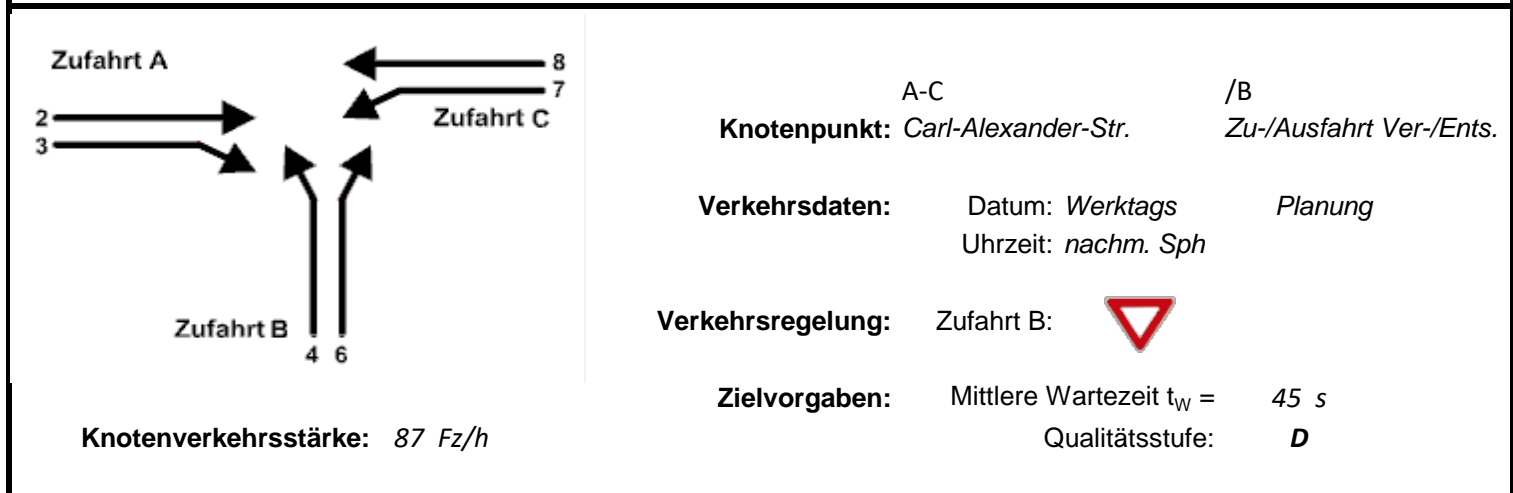 Zufahrt A
8
7
Zufahrt C
2
3
Zufahrt B
4 6
Knotenverkehrsstärke: 87 Fz/h
A-C /B
Knotenpunkt: Carl-Alexander-Str. Zu-/Ausfahrt Ver-/Ents.
Verkehrsdaten: Datum: Werktags Planung
Uhrzeit: nachm. Sph
Verkehrsregelung: Zufahrt B:
Zielvorgaben: Mittlere Wartezeit tW = 45 s
Qualitätsstufe: D